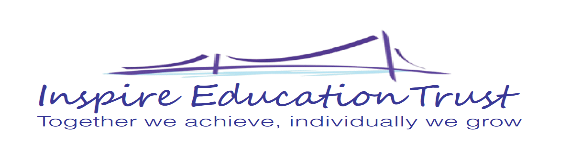 Inspire Education Trust
Together we achieve, individually we grow